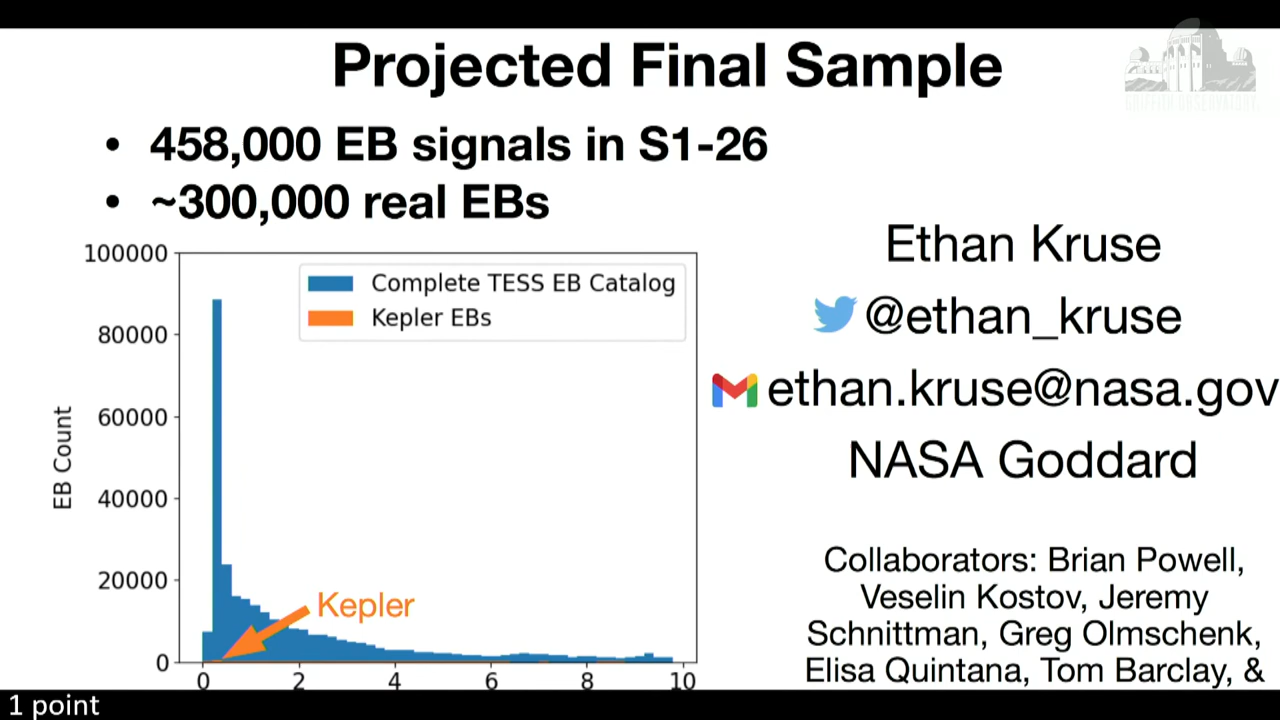 Projected Final Sample
GRIFFITH OBSERVATORY
• 458,000 EB signals in S1-26
• ~300,000 real EBs
100000
80000
60000
40000
20000
0
EB Count
Complete TESS EB Catalog
Kepler EBs
Kepler
0 2 4 6 8 10
Ethan Kruse
@ethan_kruse
ethan.kruse@nasa.gov
NASA Goddard
Collaborators: Brian Powell,
Veselin Kostov, Jeremy
Schnittman, Greg Olmschenk,
Elisa Quintana, Tom Barclay, &
1 point